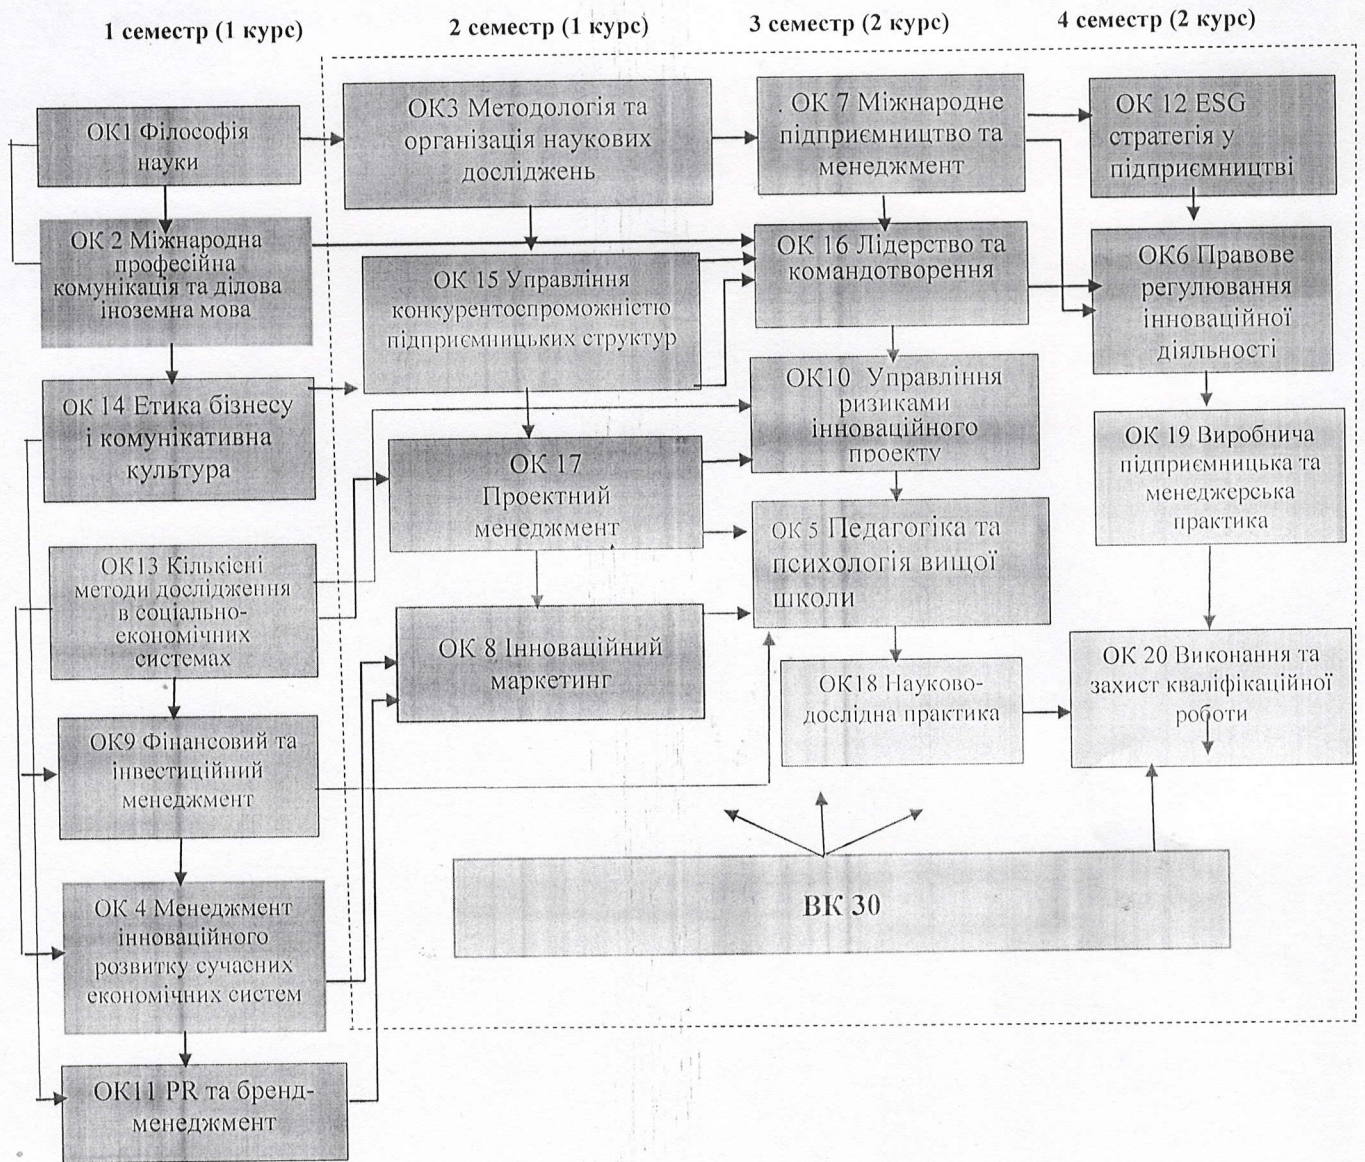 1 семестр (1 курс)
2 семестр (1 курс)
3 семестр (2 курс)
4 семестр (2 курс)
ОК1 Філософія
науки
ОК 2 Міжнародна
професійна
комунікація та ділова
іноземна мова
ОК 14 Етика бізнесу
і комунікативна
культура
ОК13 Кількісні
методи дослідження
в соціально-
економічних
системах
ОК9 Фінансовий та
інвестиційний
менеджмент
ОК 4 Менеджмент
інноваційного
розвитку сучасних
економічних систем
ОК11 PR та бренд-
менеджмент
ОК3 Методологія та
організація наукових
досліджень
ОК 15 Управління
конкурентоспроможністю
підприємницьких структур
ОК 17
Проектний
менеджмент
ОК 8 Інноваційний
маркетинг
. ОК 7 Міжнародне
підприємництво та
менеджмент
ОК 16 Лідерство та
командотворення
ОК10 Управління
ризиками
інноваційного
проекту
ОК 5 Педагогіка та
психологія вищої
школи
ОК18 Науково-
дослідна практика
ОК 12 ESG
стратегія у
підприємництві
ОК6 Правове
регулювання
інноваційної
діяльності
ОК 19 Виробнича
підприємницька та
менеджерська
практика
ОК 20 Виконання та
захист кваліфікаційної
роботи
ВК 30